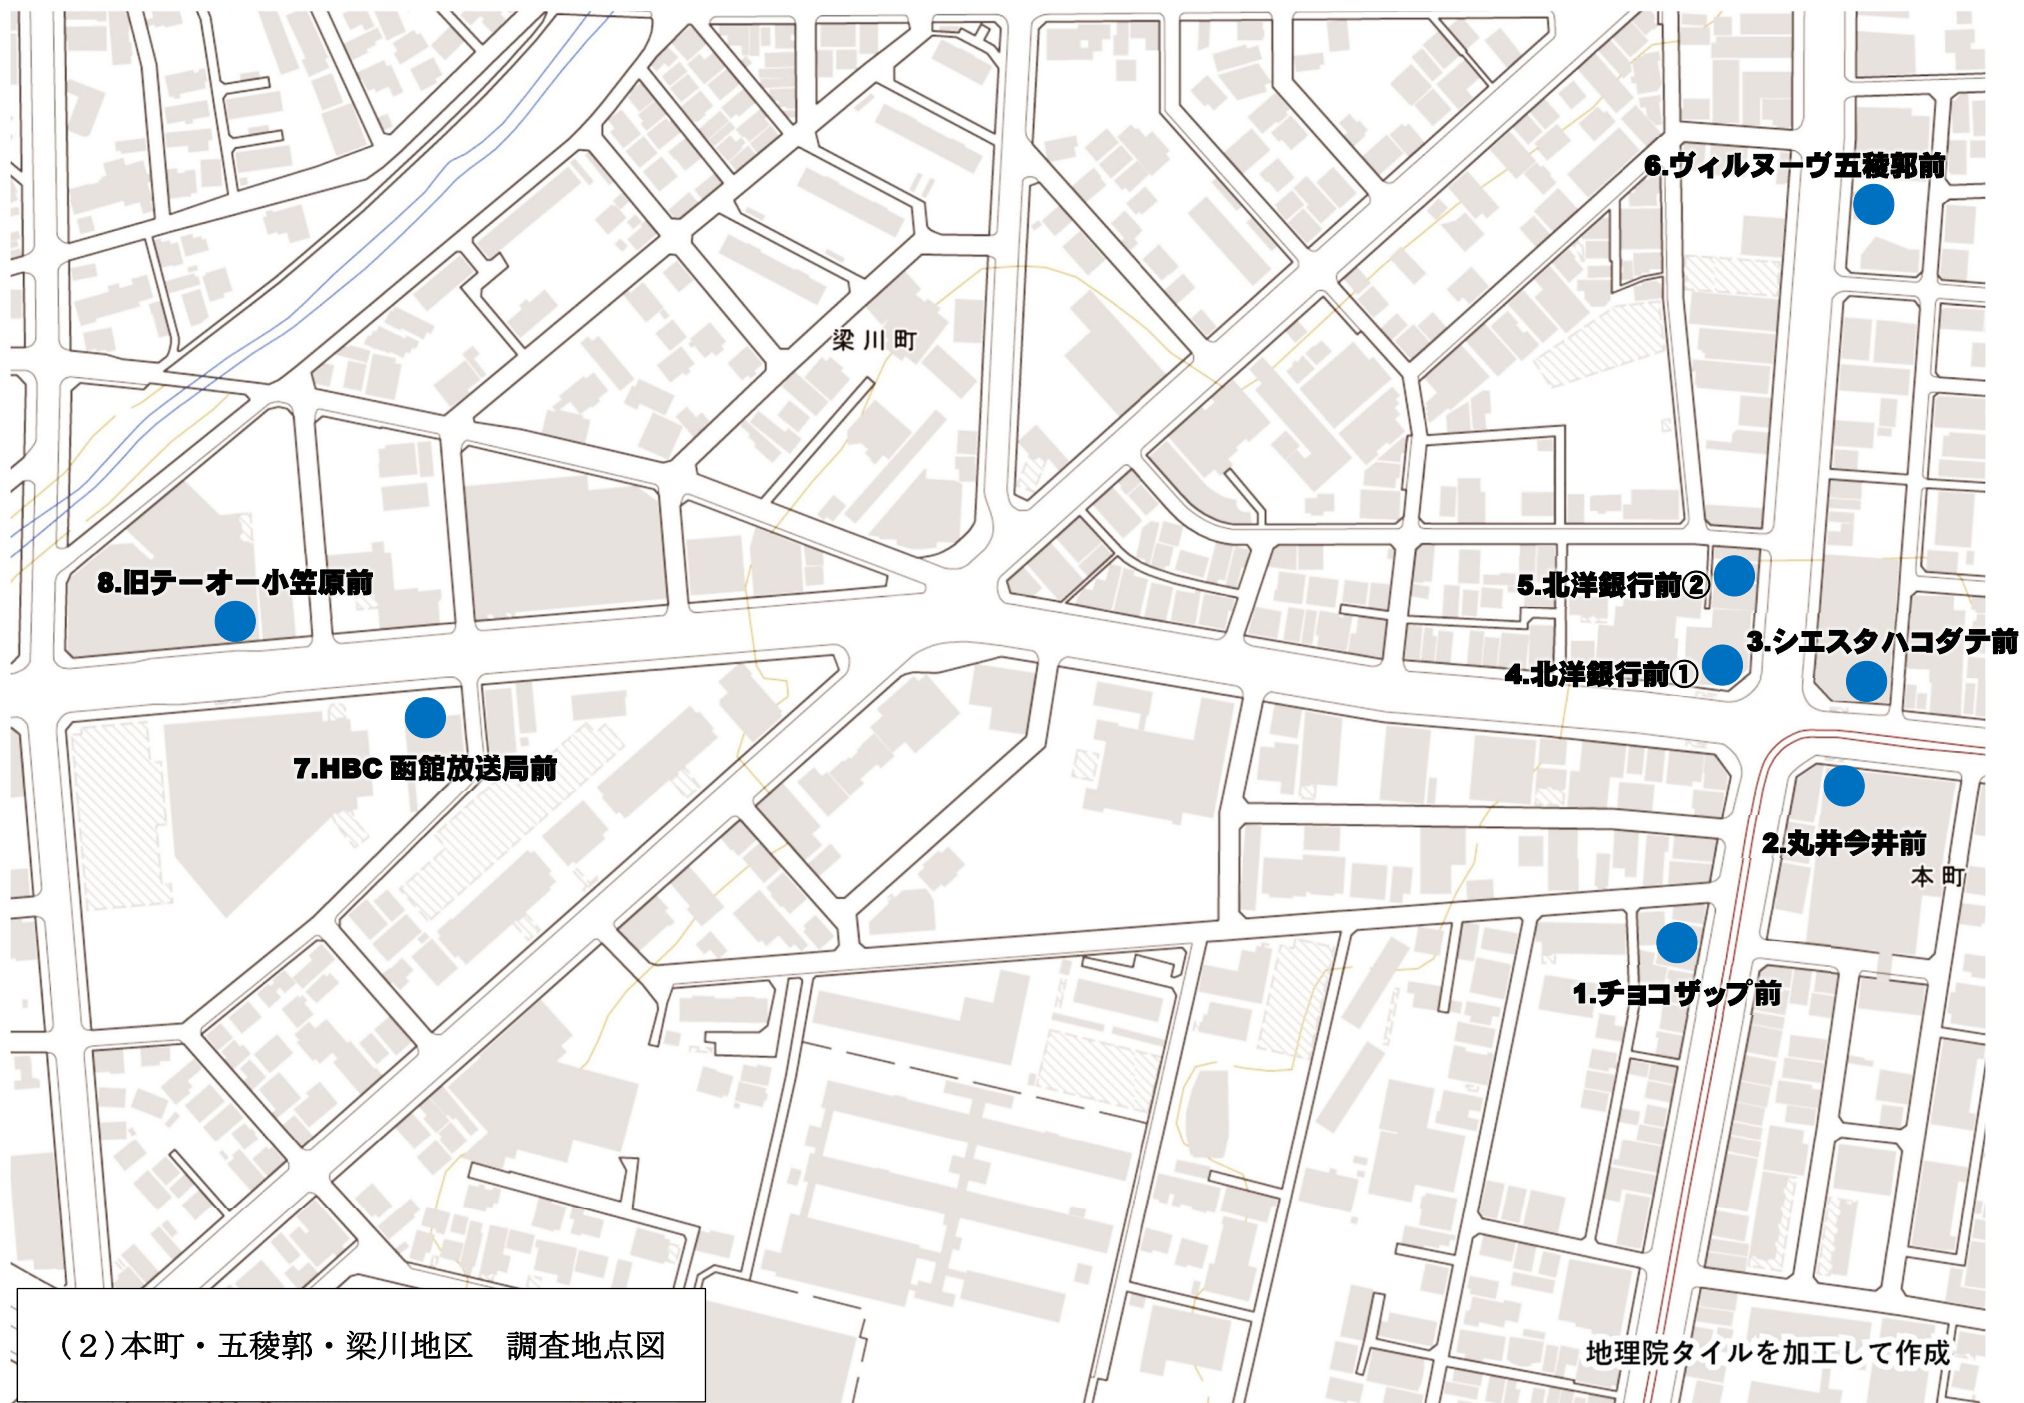 6.ヴィルヌーヴ五稜郭前
梁川町
8.旧テーオー小笠原前
5.北洋銀行前②
3.シエスタハコダテ前
4.北洋銀行前①
7.HBC 函館放送局前
2.丸井今井前
本町
1.チョコザップ前
（２）本町・五稜郭・梁川地区　調査地点図
地理院タイルを加工して作成